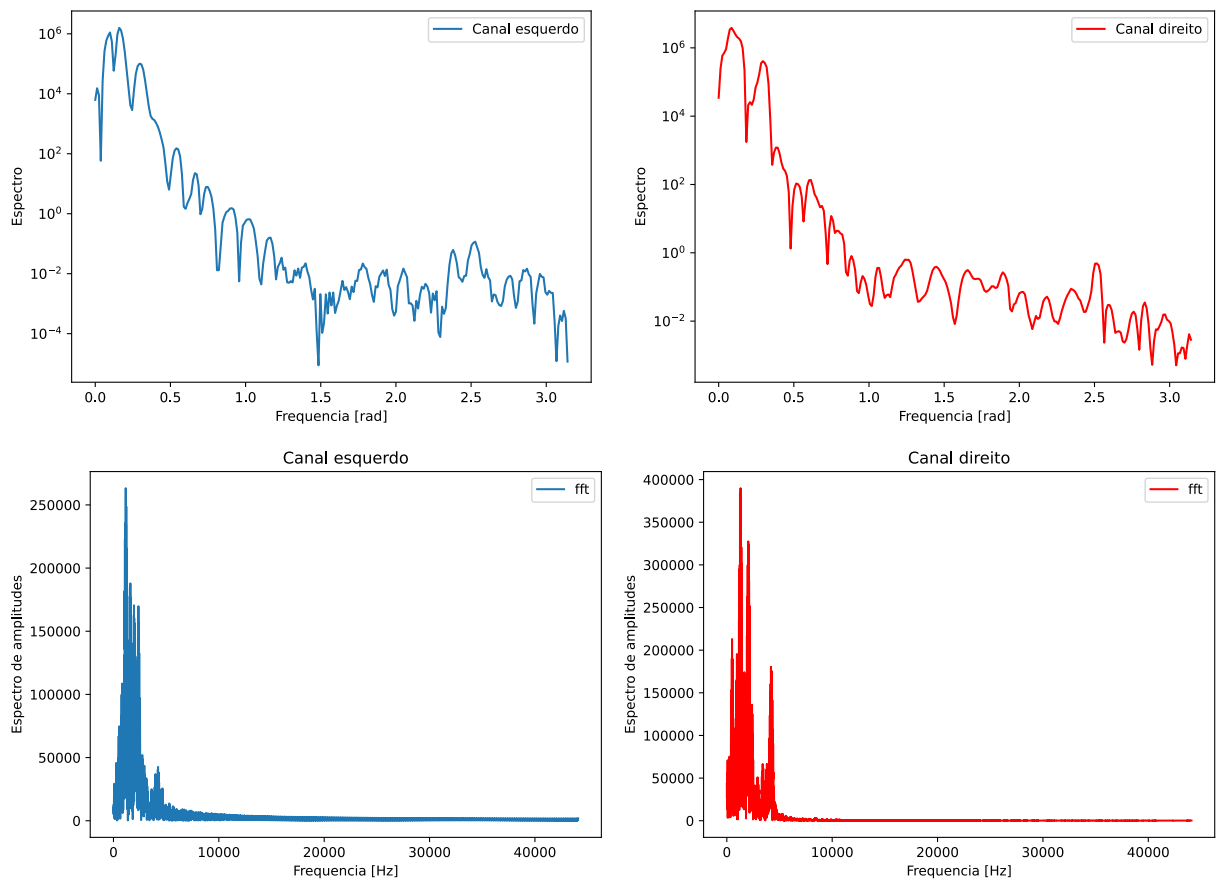 Canal esquerdo
10^6
10^4
10^2
10^0
10^−2
10^−4
Espectro
0.0 0.5 1.0 1.5 2.0 2.5 3.0
Frequencia [rad]
Canal direito
10^6
10^4
10^2
10^0
10^−2
Espectro
0.0 0.5 1.0 1.5 2.0 2.5 3.0
Frequencia [rad]
Canal esquerdo
fft
250000
200000
150000
100000
50000
0
Espectro de amplitudes
0 10000 20000 30000 40000
Frequencia [Hz]
Canal direito
fft
400000
350000
300000
250000
200000
150000
100000
50000
0
Espectro de amplitudes
0 10000 20000 30000 40000
Frequencia [Hz]